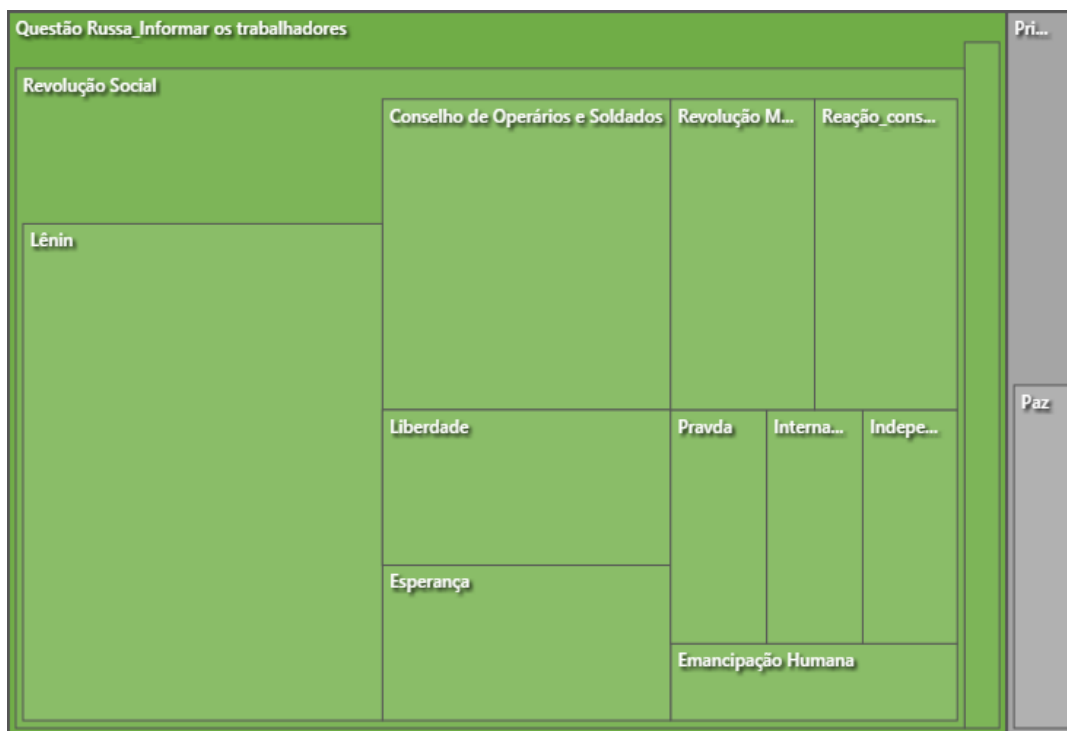 Questão Russa_Informar os trabalhadores
Pri...
Revolução Social
Conselho de Operários e Soldados
Revolução M...
Reação_cons...
Lênin
Paz
Liberdade
Pravda
Interna...
Indepe...
Esperança
Emancipação Humana